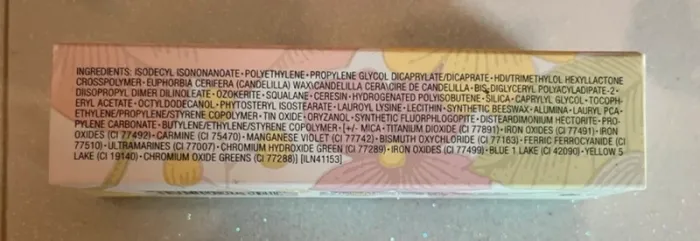 INGREDIENTS: ISODECYL ISONONANOATE • POLYETHYLENE • PROPYLENE GLYCOL DICAPRYLATE/DICAPRATE • HDI/TRIMETHYLOL HEXYLLACTONE
CROSSPOLYMER • EUPHORBIA CERIFERA (CANDELILLA) WAX\CANDELILLA CERA\CIRE DE CANDELILLA • BIS-DIGLYCERYL POLYACYLADIPATE-2 •
DIISOPROPYL DIMER DILINOLEATE • OZOKERITE • SQUALANE • CERESIN • HYDROGENATED POLYISOBUTENE • SILICA • CAPRYLYL GLYCOL • TOCOPH-
ERYL ACETATE • OCTYLDODECANOL • PHYTOSTERYL ISOSTEARATE • LAUROYL LYSINE • LECITHIN • SYNTHETIC BEESWAX • ALUMINA • LAURYL PCA •
ETHYLENE/PROPYLENE/STYRENE COPOLYMER • TIN OXIDE • ORYZANOL • SYNTHETIC FLUORPHLOGOPITE • DISTEARDIMONIUM HECTORITE • PRO-
PYLENE CARBONATE • BUTYLENE/ETHYLENE/STYRENE COPOLYMER • [+/- MICA • TITANIUM DIOXIDE (CI 77891) • IRON OXIDES (CI 77491) • IRON
OXIDES (CI 77492) • CARMINE (CI 75470) • MANGANESE VIOLET (CI 77742) • BISMUTH OXYCHLORIDE (CI 77163) • FERRIC FERROCYANIDE (CI
77510) • ULTRAMARINES (CI 77007) • CHROMIUM HYDROXIDE GREEN (CI 77289) • IRON OXIDES (CI 77499) • BLUE 1 LAKE (CI 42090) • YELLOW 5
LAKE (CI 19140) • CHROMIUM OXIDE GREENS (CI 77288)] [ILN41153]